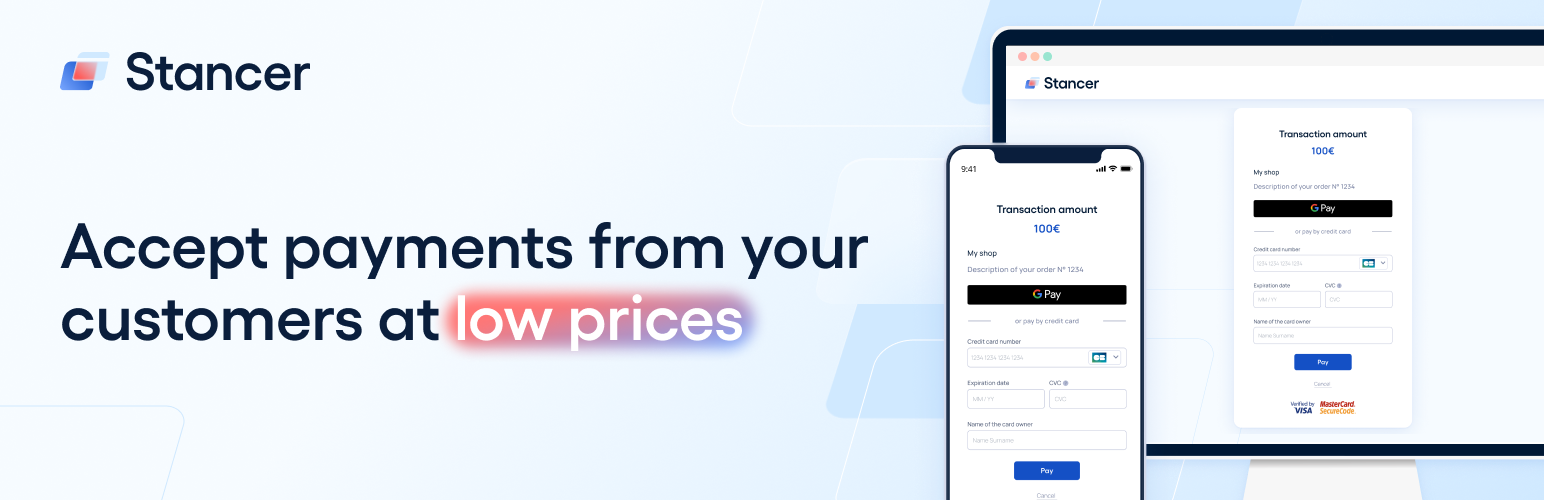 Stancer
Accept payments from your
customers at low prices
9:41
Transaction amount
100€
My shop
Description of your order N° 1234
G Pay
or pay by credit card
Credit card number
1234 1234 1234 1234
Expiration date CVC
MM / YY CVC
Name of the card owner
Name Surname
Pay
Cancel
Stancer
Transaction amount
100€
My shop
Description of your order N° 1234
G Pay
or pay by credit card
Credit card number
1234 1234 1234 1234
Expiration date CVC
MM / YY CVC
Name of the card owner
Name Surname
Pay
Cancel
Verified by MasterCard.
VISA SecureCode